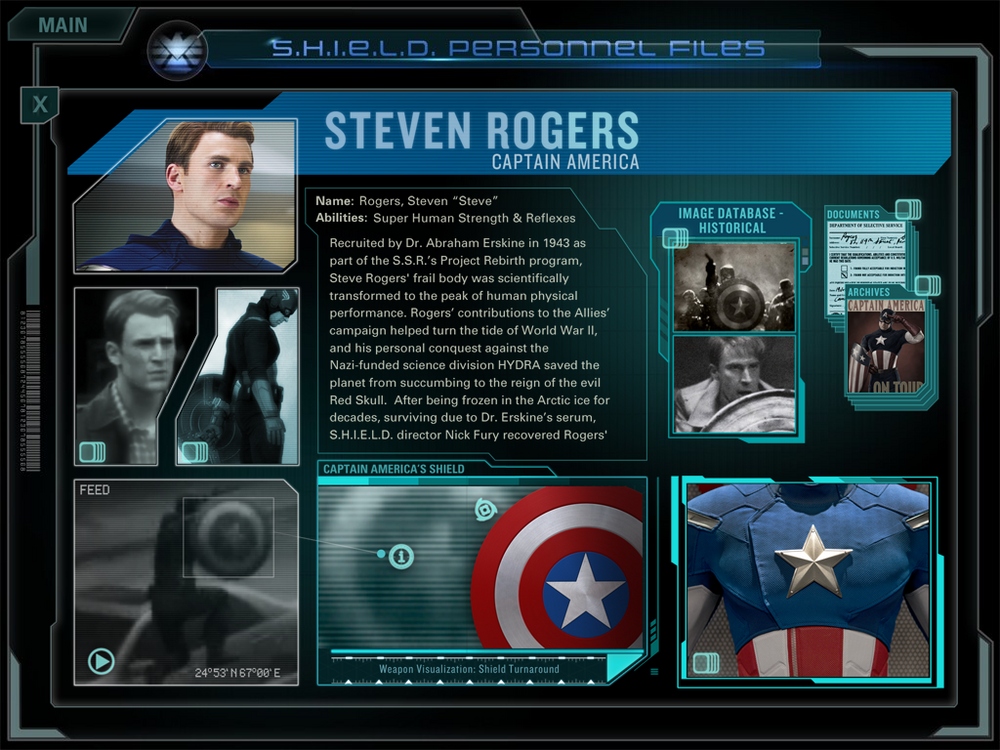 MAIN
S.H.I.E.L.D. PERSONNEL FILES
X
STEVEN ROGERS
CAPTAIN AMERICA
Name: Rogers, Steven “Steve”
Abilities: Super Human Strength & Reflexes
Recruited by Dr. Abraham Erskine in 1943 as
part of the S.S.R.'s Project Rebirth program,
Steve Rogers' frail body was scientifically
transformed to the peak of human physical
performance. Rogers' contributions to the Allies'
campaign helped turn the tide of World War II,
and his personal conquest against the
Nazi-funded science division HYDRA saved the
planet from succumbing to the reign of the evil
Red Skull. After being frozen in the Arctic ice for
decades, surviving due to Dr. Erskine's serum,
S.H.I.E.L.D. director Nick Fury recovered Rogers'
IMAGE DATABASE -
HISTORICAL
DOCUMENTS
DEPARTMENT OF SELECTIVE SERVICE
ARCHIVES
CAPTAIN AMERICA
ON TOUR
FEED
24°53' N 67°00' E
CAPTAIN AMERICA'S SHIELD
i
Weapon Visualization: Shield Turnaround